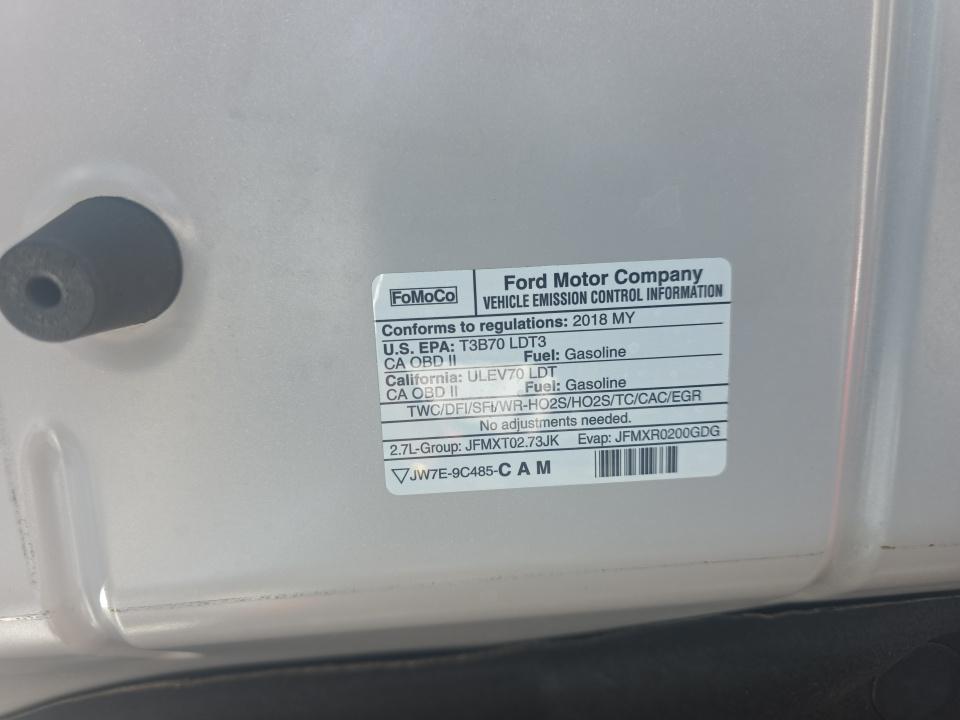 FoMoCo
Ford Motor Company
VEHICLE EMISSION CONTROL INFORMATION
Conforms to regulations: 2018 MY
U.S. EPA: T3B70 LDT3
CA OBD II Fuel: Gasoline
California: ULEV70 LDT
CA OBD II Fuel: Gasoline
TWC/DFI/SFI/WR-HO2S/HO2S/TC/CAC/EGR
No adjustments needed.
2.7L-Group: JFMXT02.73JK Evap: JFMXR0200GDG
JW7E-9C485-CAM